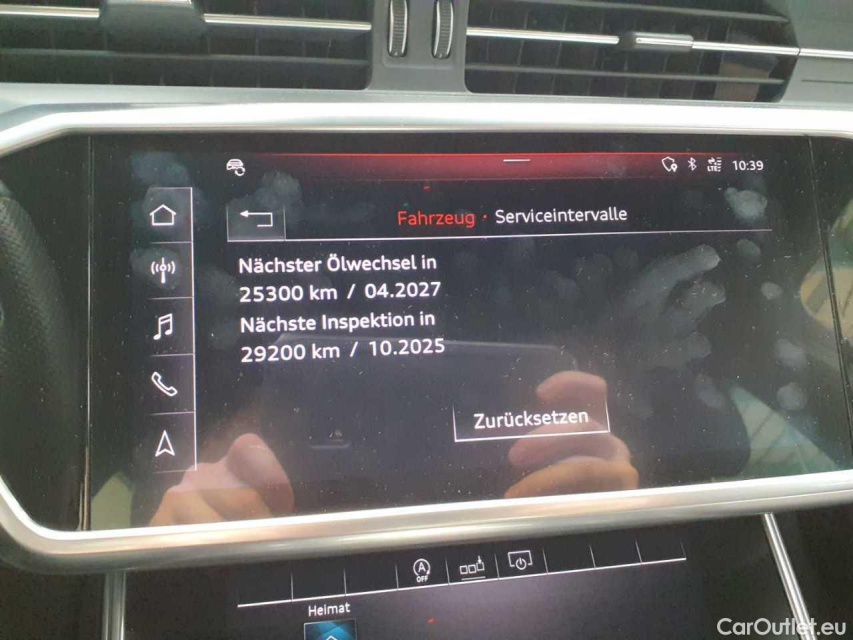 LTE 10:39
Fahrzeug · Serviceintervalle
Nächster Ölwechsel in
25300 km / 04.2027
Nächste Inspektion in
29200 km / 10.2025
Zurücksetzen
A
OFF
Heimat
CarOutlet.eu